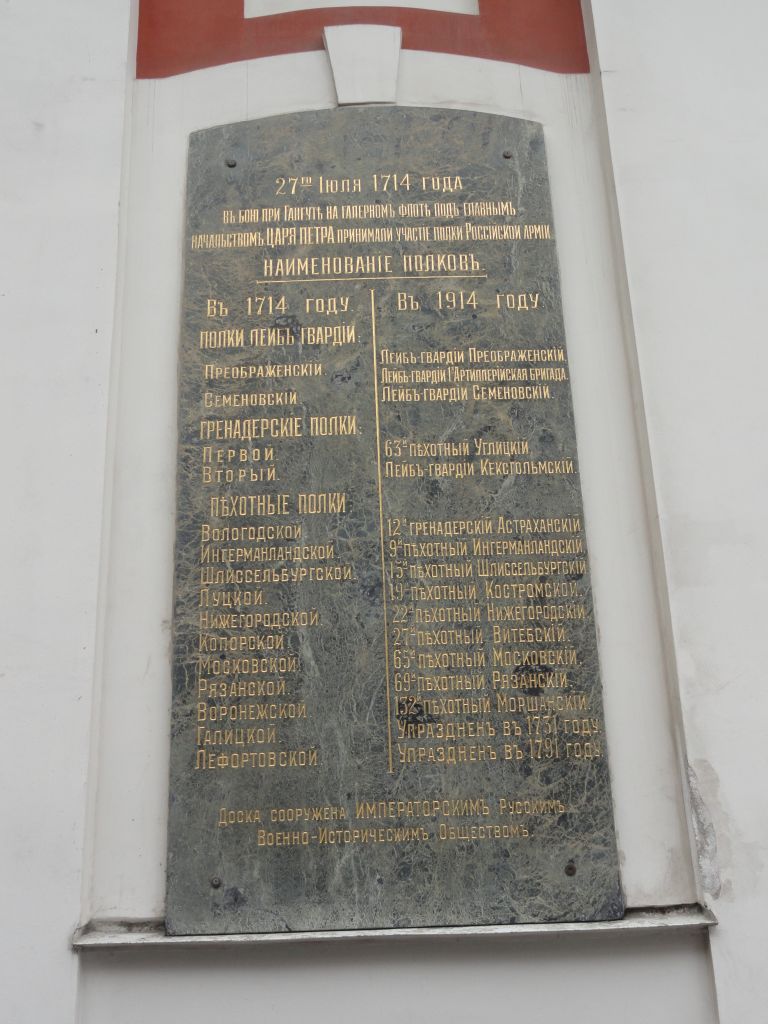 27го Іюля 1714 года
въ бою при Гангутѣ на галерномъ флотѣ подъ главнымъ
начальствомъ ЦАРЯ ПЕТРА принимали участіе полки Россійской арміи.
НАИМЕНОВАНІЕ ПОЛКОВЪ.
Въ 1714 году. Въ 1914 году
ПОЛКИ ЛЕЙБЪ-ГВАРДІИ:
Преображенскій. Лейбъ-гвардіи Преображенскій.
Лейбъ-гвардіи 1я Артиллерійская бригада.
Семеновскій. Лейбъ-гвардіи Семеновскій.
ГРЕНАДЕРСКІЕ ПОЛКИ:
Первой. 63й пѣхотный Углицкій.
Вторый. Лейбъ-гвардіи Кексгольмскій.
ПѢХОТНЫЕ ПОЛКИ:
Вологодской. 12й гренадерскій Астраханскій.
Ингерманландской. 9й пѣхотный Ингерманландскій.
Шлиссельбургской. 15й пѣхотный Шлиссельбургскій.
Луцкой. 19й пѣхотный Костромской.
Нижегородской. 22й пѣхотный Нижегородскій.
Копорской. 27й пѣхотный Витебскій.
Московской. 65й пѣхотный Московскій.
Рязанской. 69й пѣхотный Рязанскій.
Воронежской. 132й пѣхотный Моршанскій.
Галицкой. Упраздненъ въ 1731 году.
Лефортовской. Упраздненъ въ 1791 году.
Доска сооружена ИМПЕРАТОРСКИМЪ Русскимъ
Военно-Историческимъ Обществомъ.